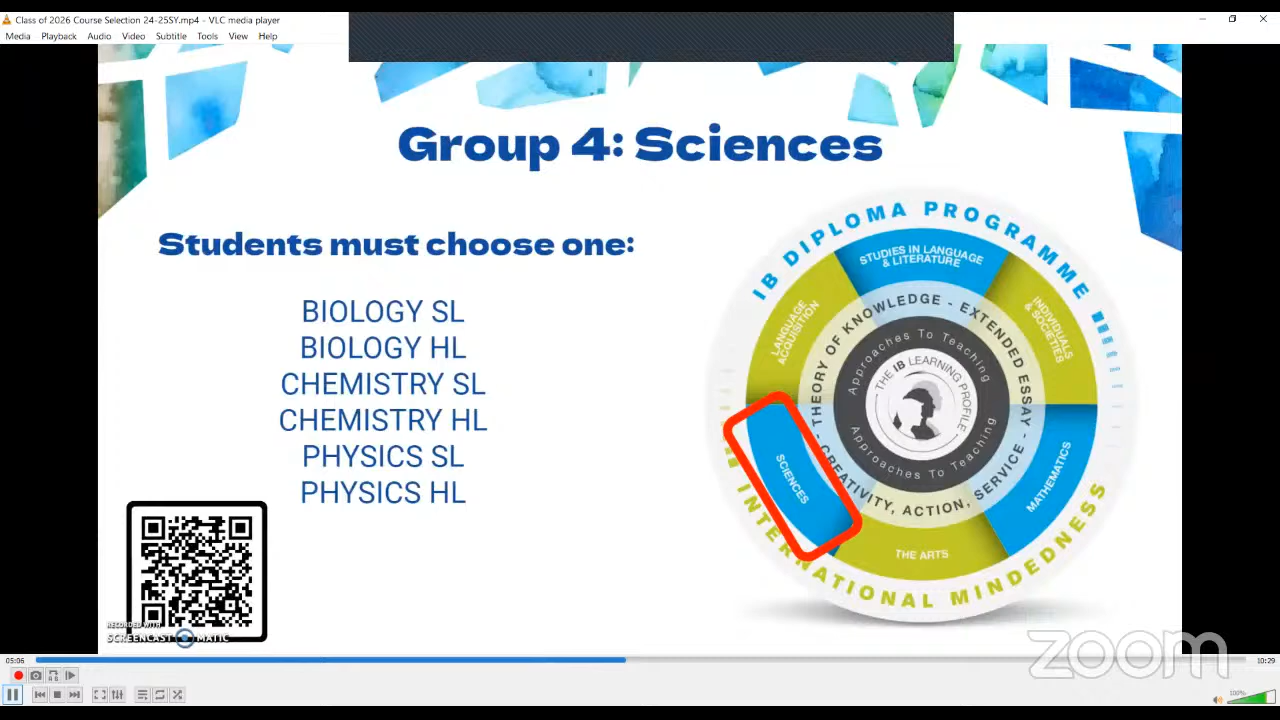 Class of 2026 Course Selection 24-25SY.mp4 - VLC media player
Media Playback Audio Video Subtitle Tools View Help
Group 4: Sciences
Students must choose one:
BIOLOGY SL
BIOLOGY HL
CHEMISTRY SL
CHEMISTRY HL
PHYSICS SL
PHYSICS HL
IB DIPLOMA PROGRAMME
STUDIES IN LANGUAGE
& LITERATURE
LANGUAGE
ACQUISITION
INDIVIDUALS
& SOCIETIES
THEORY OF KNOWLEDGE - EXTENDED ESSAY -
Approaches To Teaching
THE IB LEARNING PROFILE
Approaches To Teaching
- CREATIVITY, ACTION, SERVICE -
SCIENCES
MATHEMATICS
THE ARTS
INTERNATIONAL MINDEDNESS
RECORDED WITH
SCREENCAST MATIC
zoom
05:06
10:29
100%